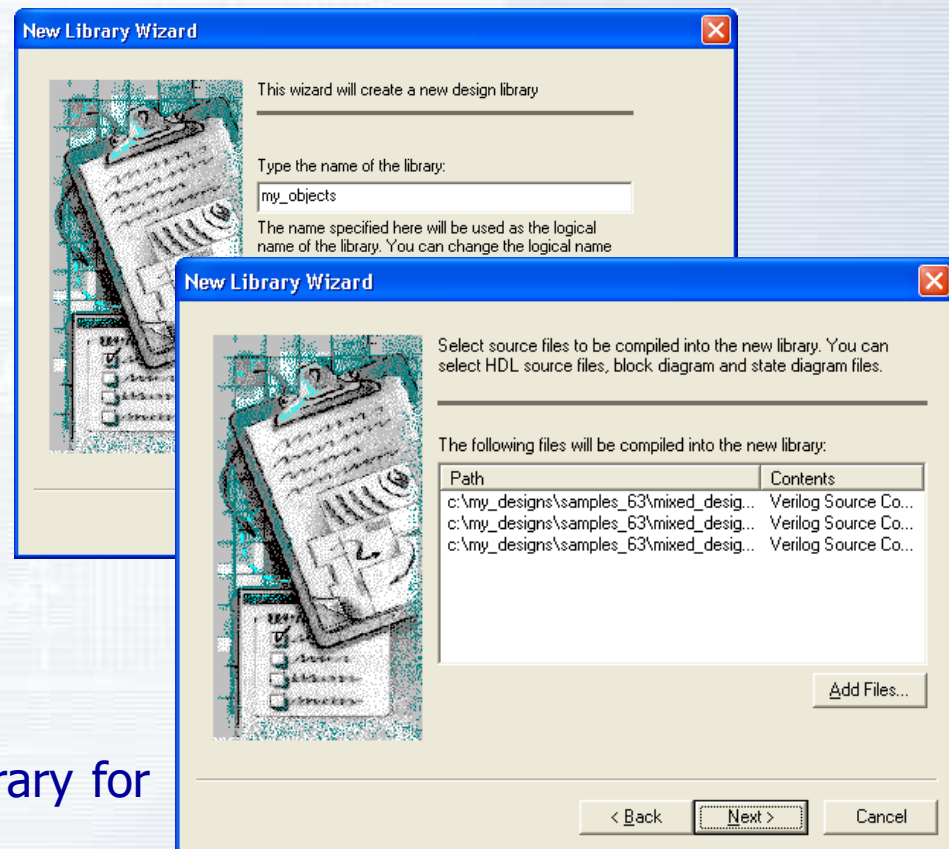 New Library Wizard
This wizard will create a new design library
Type the name of the library:
my_objects
The name specified here will be used as the logical
name of the library. You can change the logical name
New Library Wizard
Select source files to be compiled into the new library. You can
select HDL source files, block diagram and state diagram files.
The following files will be compiled into the new library:
Path Contents
c:\my_designs\samples_63\mixed_desig... Verilog Source Co...
c:\my_designs\samples_63\mixed_desig... Verilog Source Co...
c:\my_designs\samples_63\mixed_desig... Verilog Source Co...
Add Files...
rary for
< Back Next > Cancel